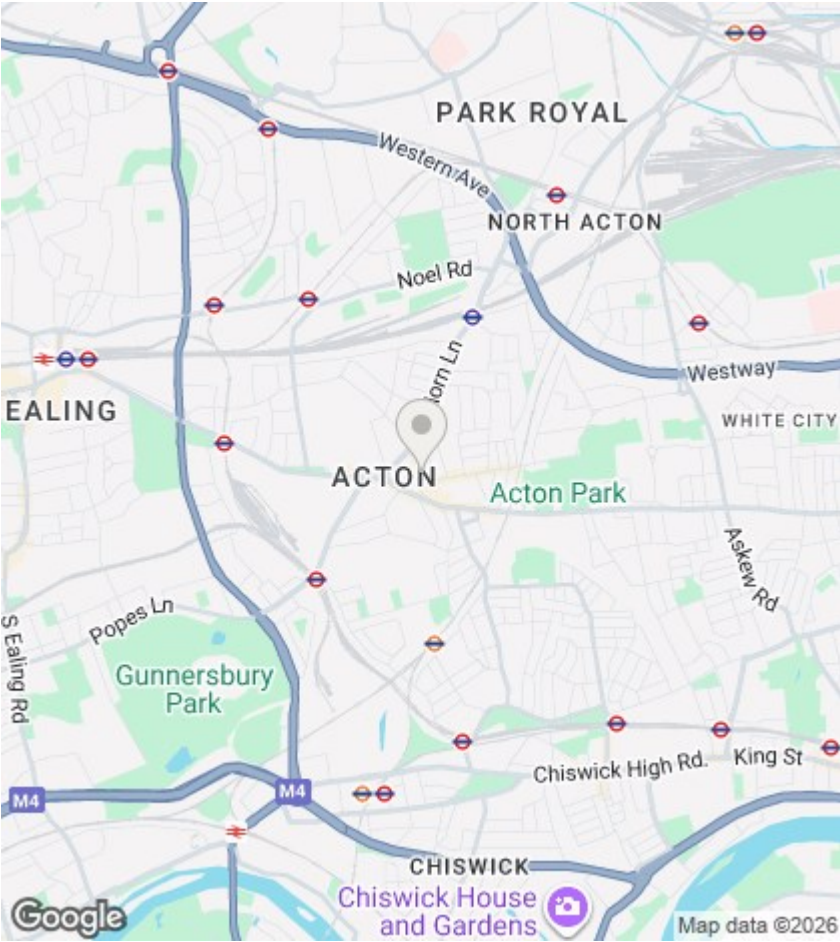 PARK ROYAL
Western Ave
NORTH ACTON
Noel Rd
Westway
EALING
WHITE CITY
ACTON
Acton Park
Askew Rd
Popes Ln
S Ealing Rd
Gunnersbury
Park
Chiswick High Rd.
King St
M4
M4
CHISWICK
Chiswick House
and Gardens
Google
Map data ©2026